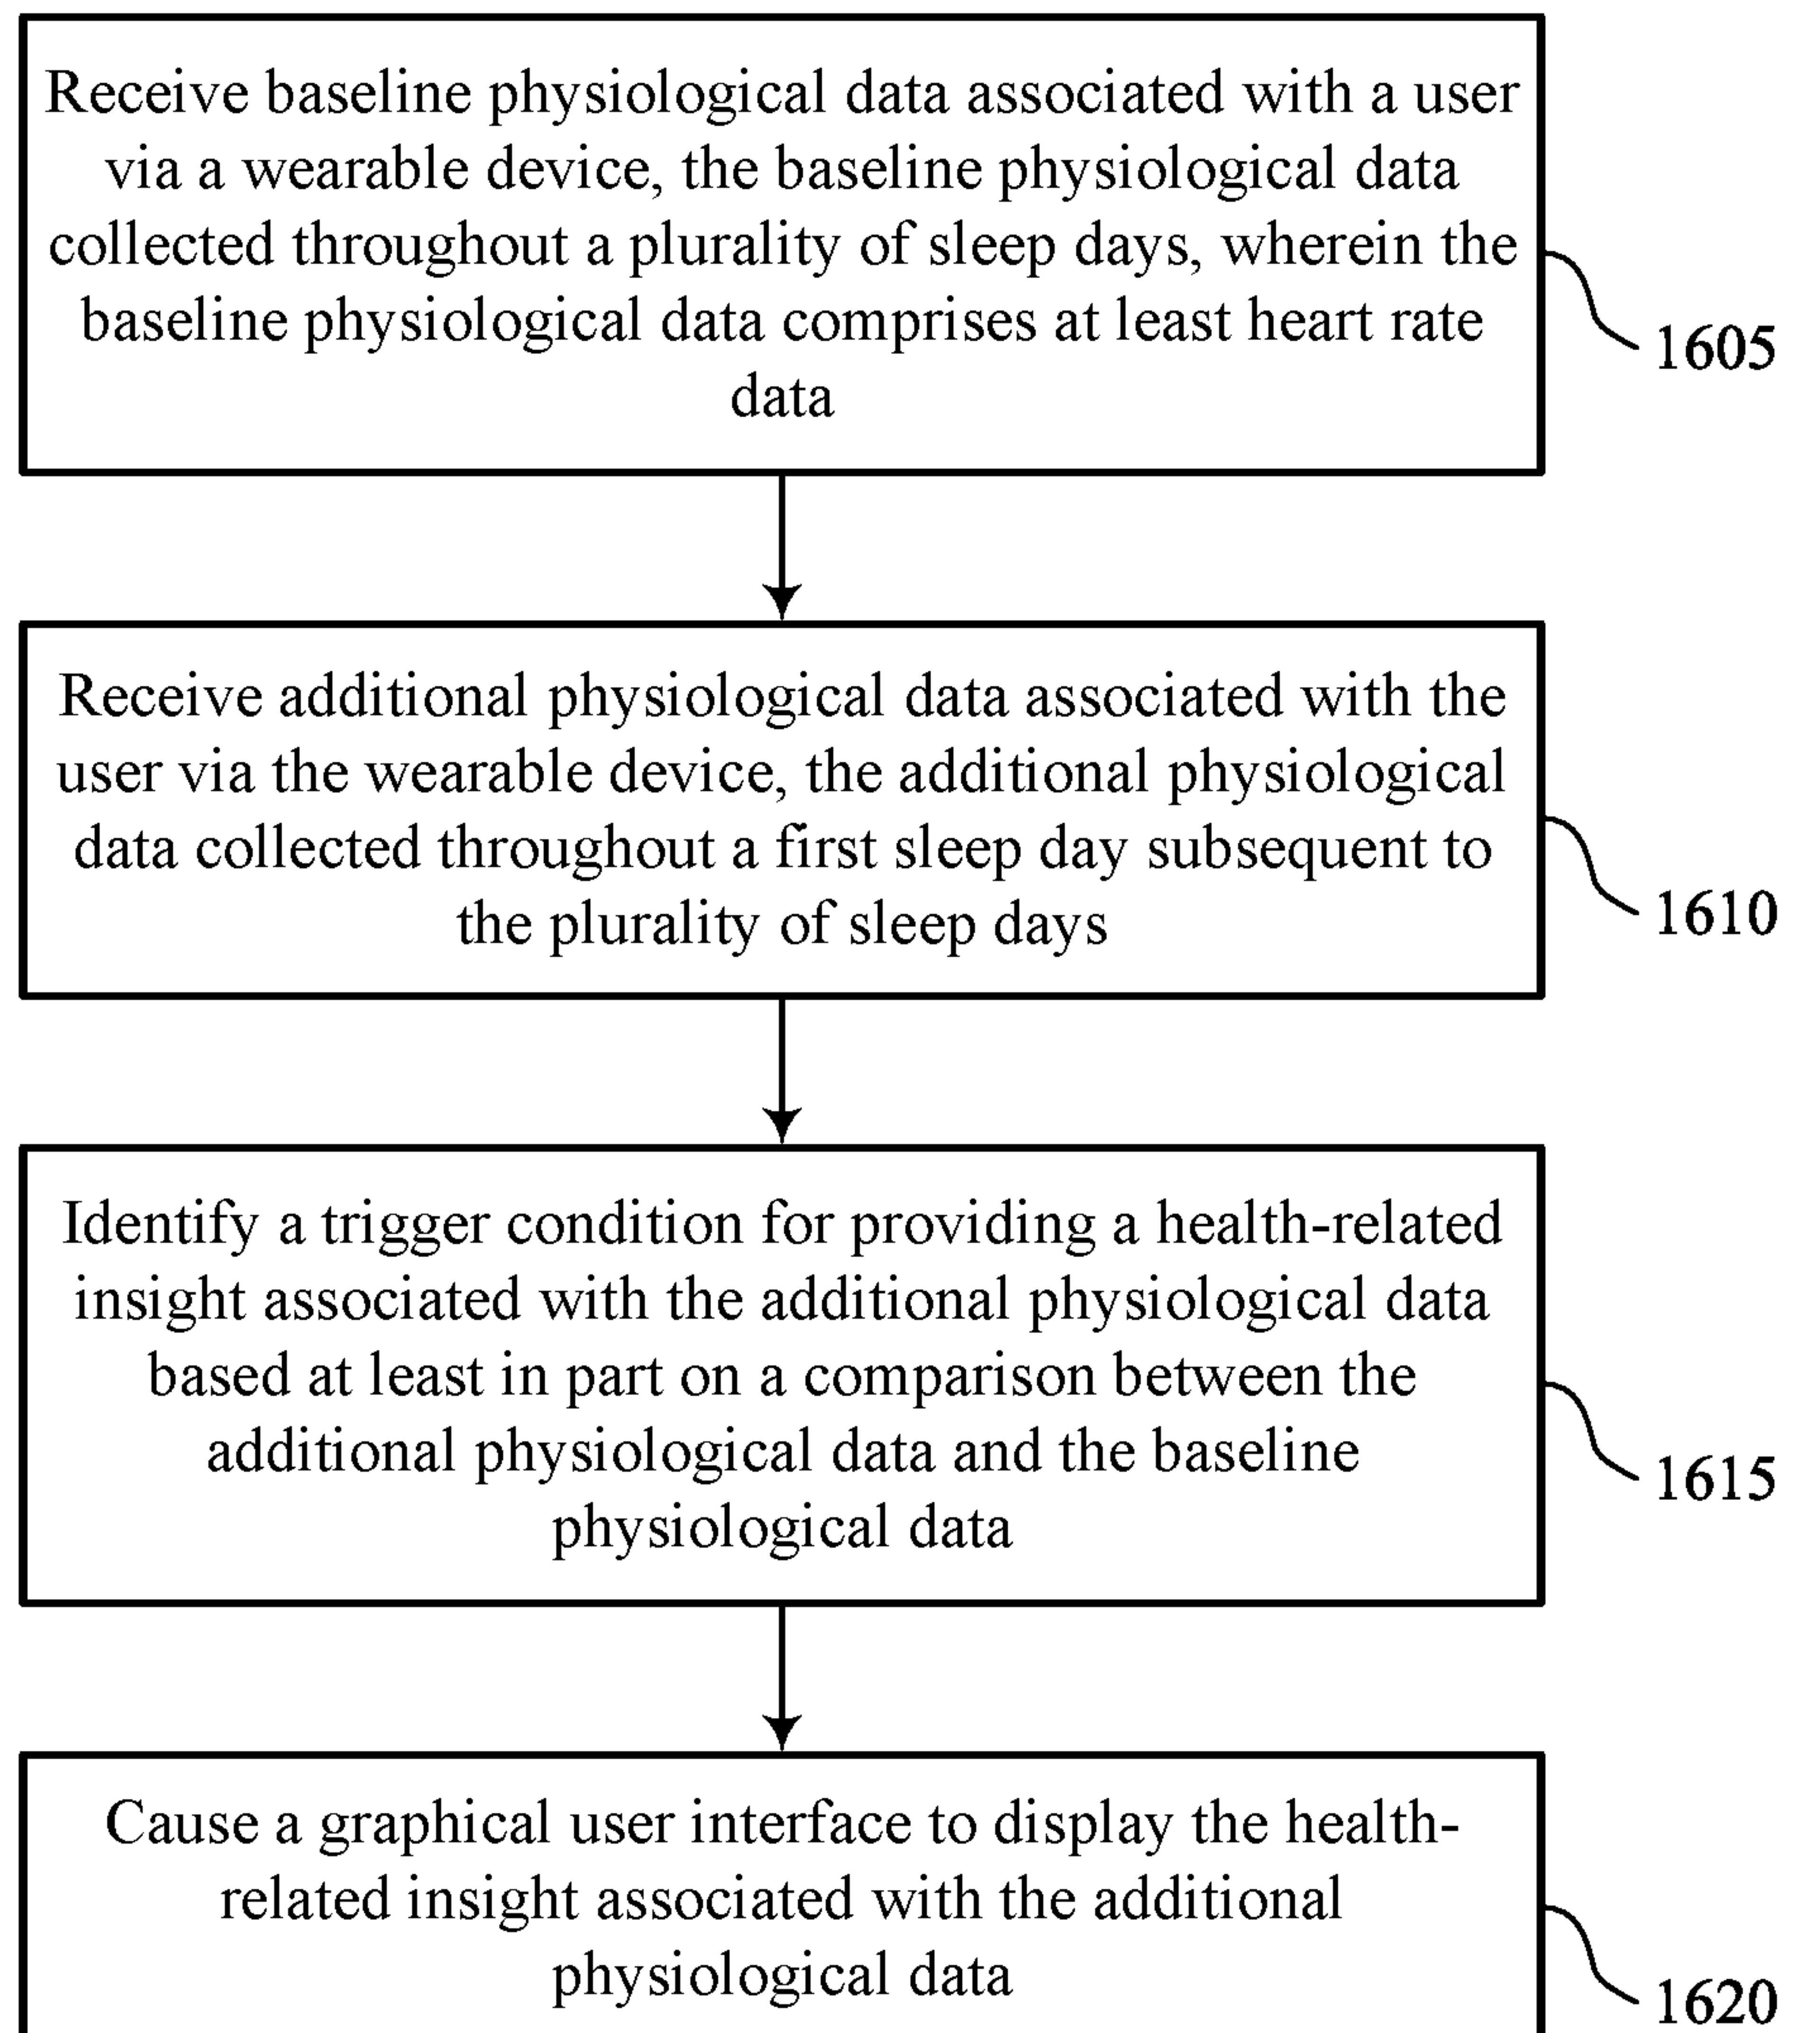 Receive baseline physiological data associated with a user
via a wearable device, the baseline physiological data
collected throughout a plurality of sleep days, wherein the
baseline physiological data comprises at least heart rate
data
1605
Receive additional physiological data associated with the
user via the wearable device, the additional physiological
data collected throughout a first sleep day subsequent to
the plurality of sleep days
1610
Identify a trigger condition for providing a health-related
insight associated with the additional physiological data
based at least in part on a comparison between the
additional physiological data and the baseline
physiological data
1615
Cause a graphical user interface to display the health-
related insight associated with the additional
physiological data
1620